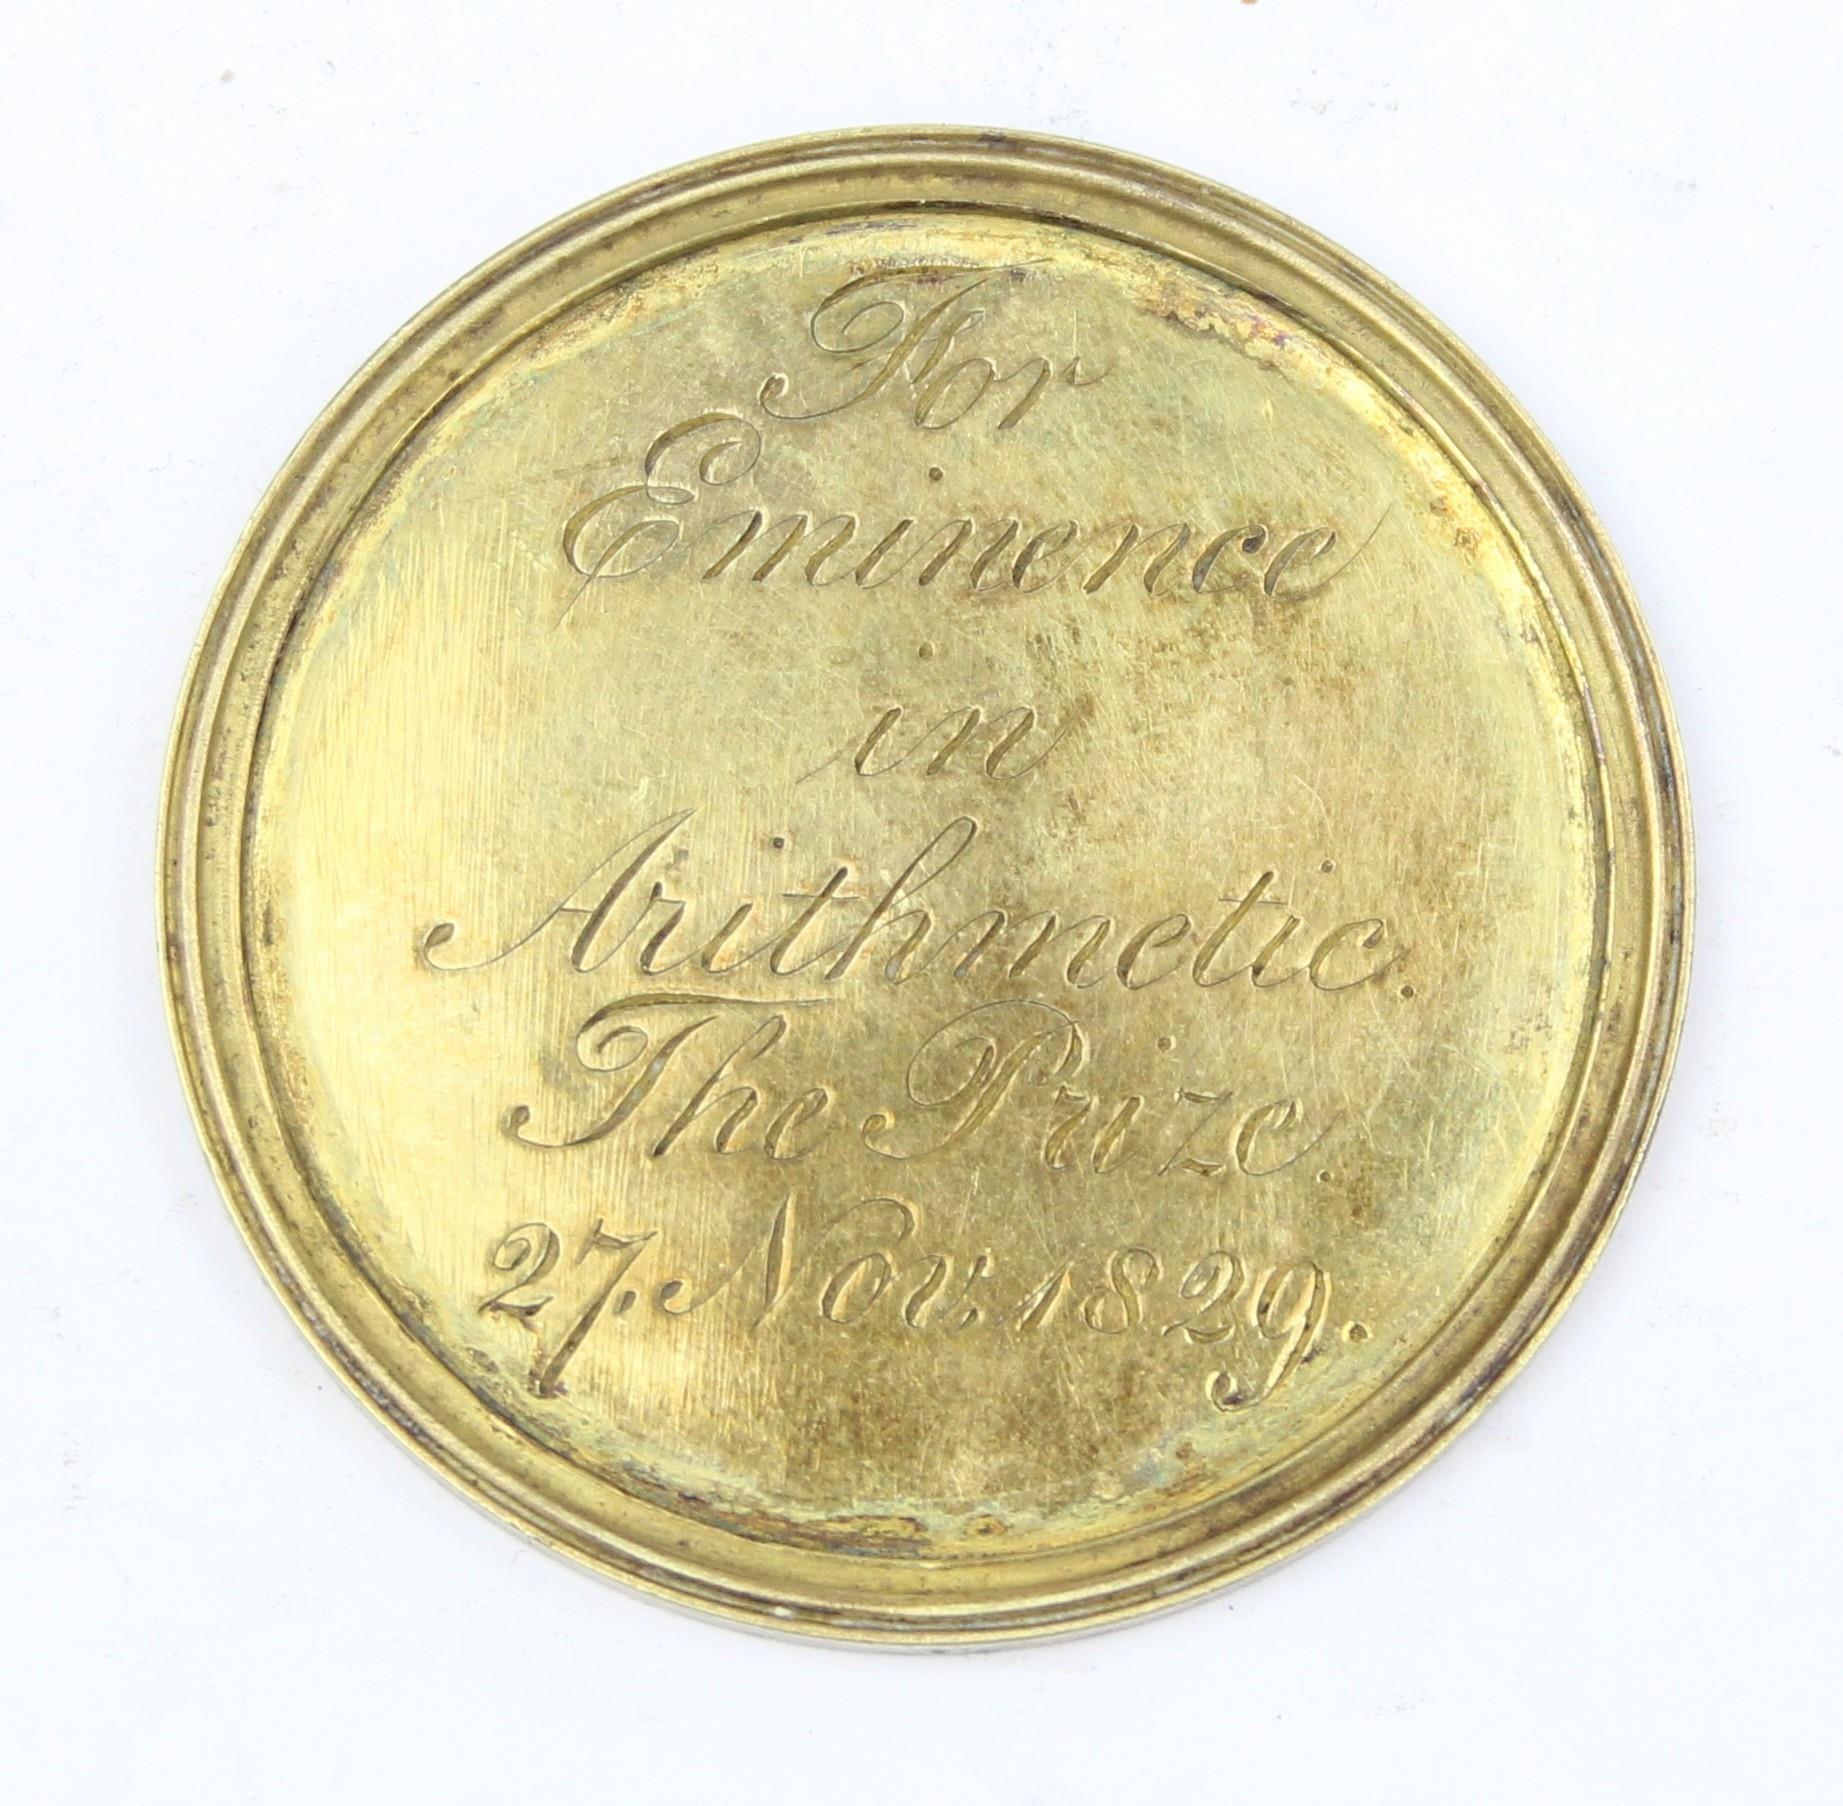 For
Eminence
in
Arithmetic.
The Prize.
27. Nov. 1829.